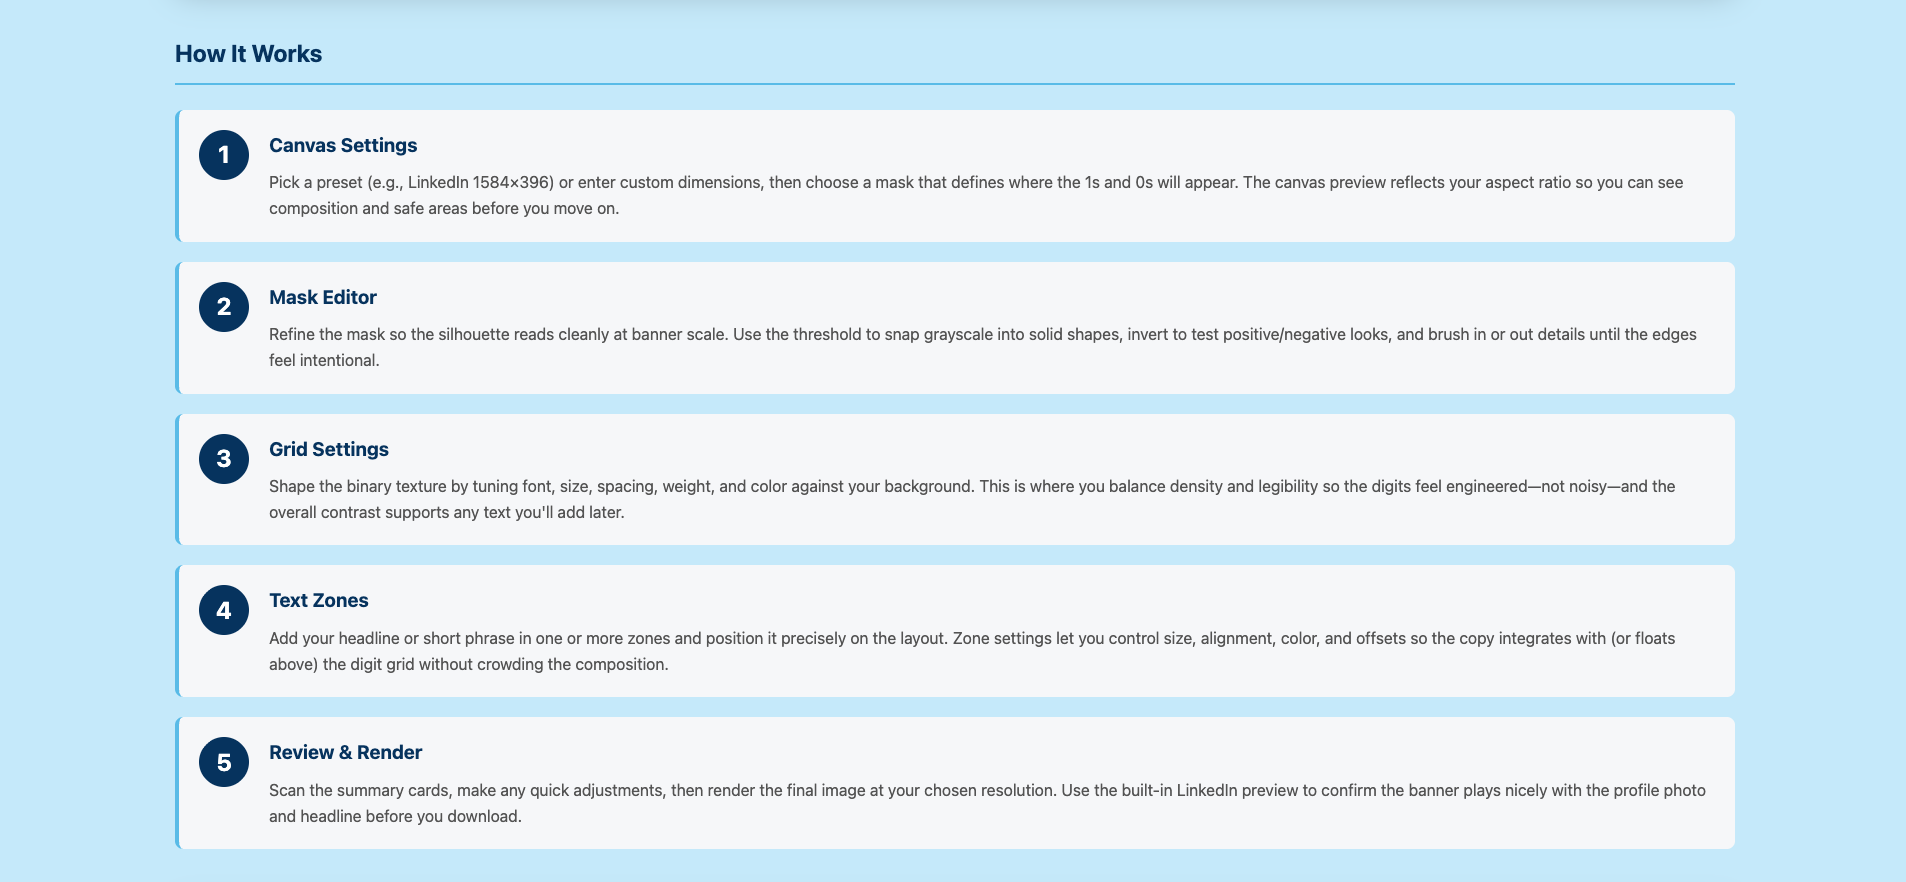 How It Works
1
Canvas Settings
Pick a preset (e.g., LinkedIn 1584×396) or enter custom dimensions, then choose a mask that defines where the 1s and 0s will appear. The canvas preview reflects your aspect ratio so you can see
composition and safe areas before you move on.
2
Mask Editor
Refine the mask so the silhouette reads cleanly at banner scale. Use the threshold to snap grayscale into solid shapes, invert to test positive/negative looks, and brush in or out details until the edges
feel intentional.
3
Grid Settings
Shape the binary texture by tuning font, size, spacing, weight, and color against your background. This is where you balance density and legibility so the digits feel engineered—not noisy—and the
overall contrast supports any text you'll add later.
4
Text Zones
Add your headline or short phrase in one or more zones and position it precisely on the layout. Zone settings let you control size, alignment, color, and offsets so the copy integrates with (or floats
above) the digit grid without crowding the composition.
5
Review & Render
Scan the summary cards, make any quick adjustments, then render the final image at your chosen resolution. Use the built-in LinkedIn preview to confirm the banner plays nicely with the profile photo
and headline before you download.